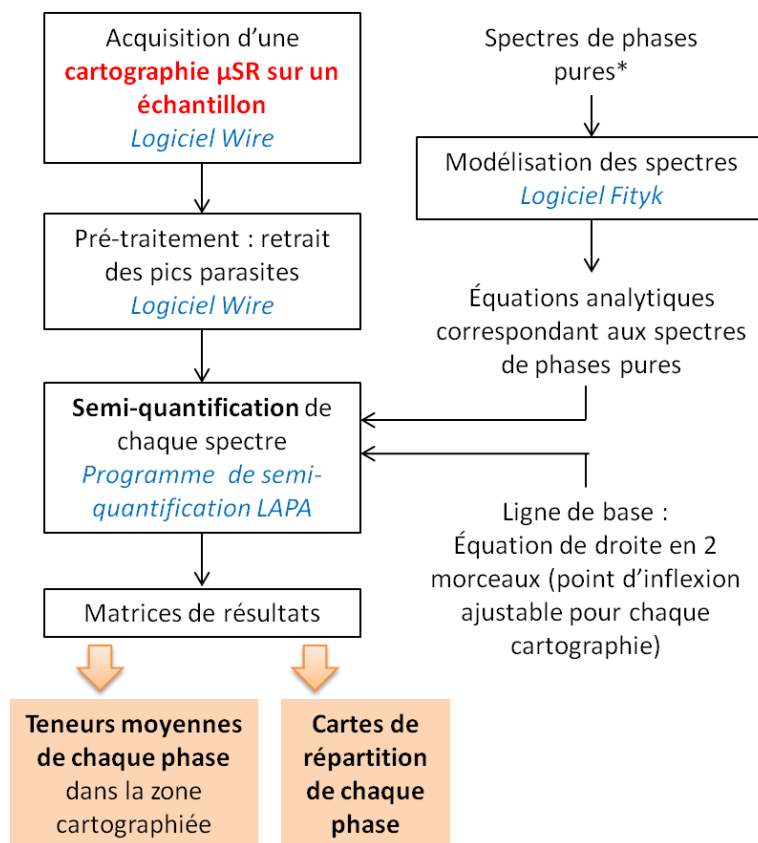 Acquisition d'une
cartographie µSR sur un
échantillon
Logiciel Wire
Pré-traitement : retrait
des pics parasites
Logiciel Wire
Semi-quantification de
chaque spectre
Programme de semi-
quantification LAPA
Matrices de résultats
Teneurs moyennes
de chaque phase
dans la zone
cartographiée
Cartes de
répartition
de chaque
phase
Spectres de phases
pures*
Modélisation des spectres
Logiciel Fityk
Équations analytiques
correspondant aux spectres
de phases pures
Ligne de base :
Équation de droite en 2
morceaux (point d'inflexion
ajustable pour chaque
cartographie)